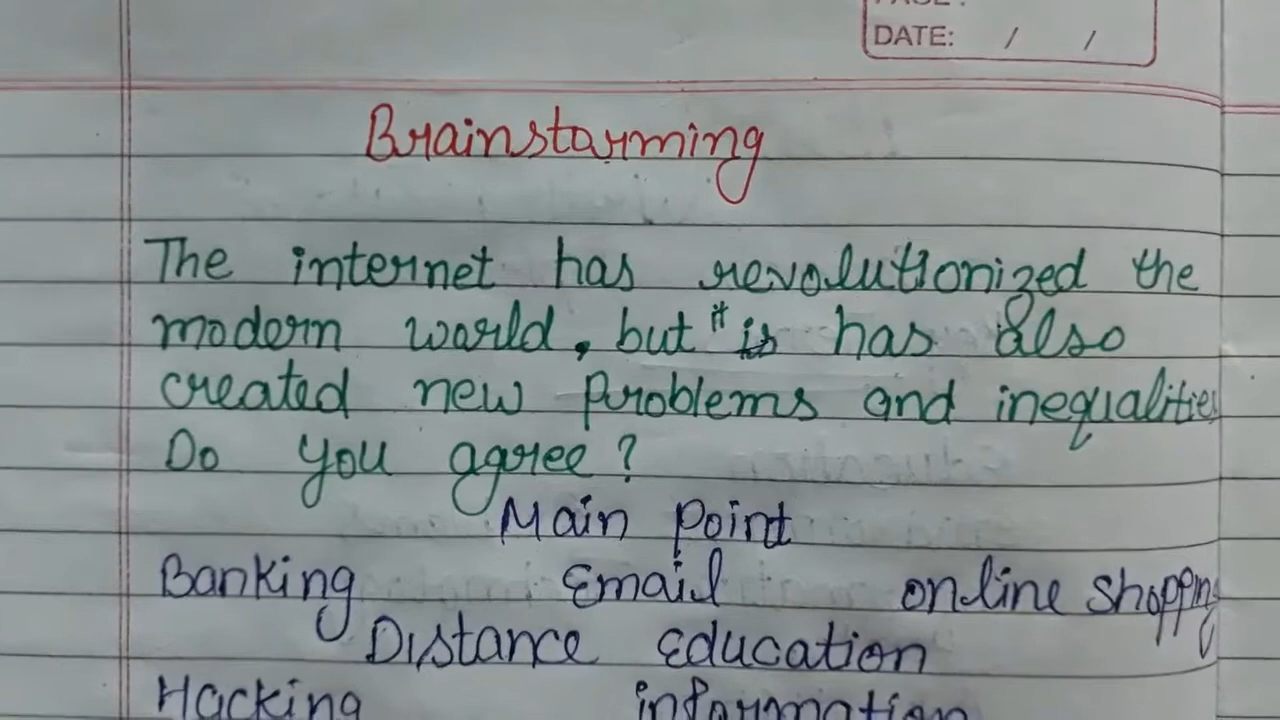 DATE: / /
Brainstorming
The internet has revolutionized the
modern world, but it is has also
created new problems and inequalities
Do you agree?
Main Point
Banking Email online shopping
Distance Education
Hacking information